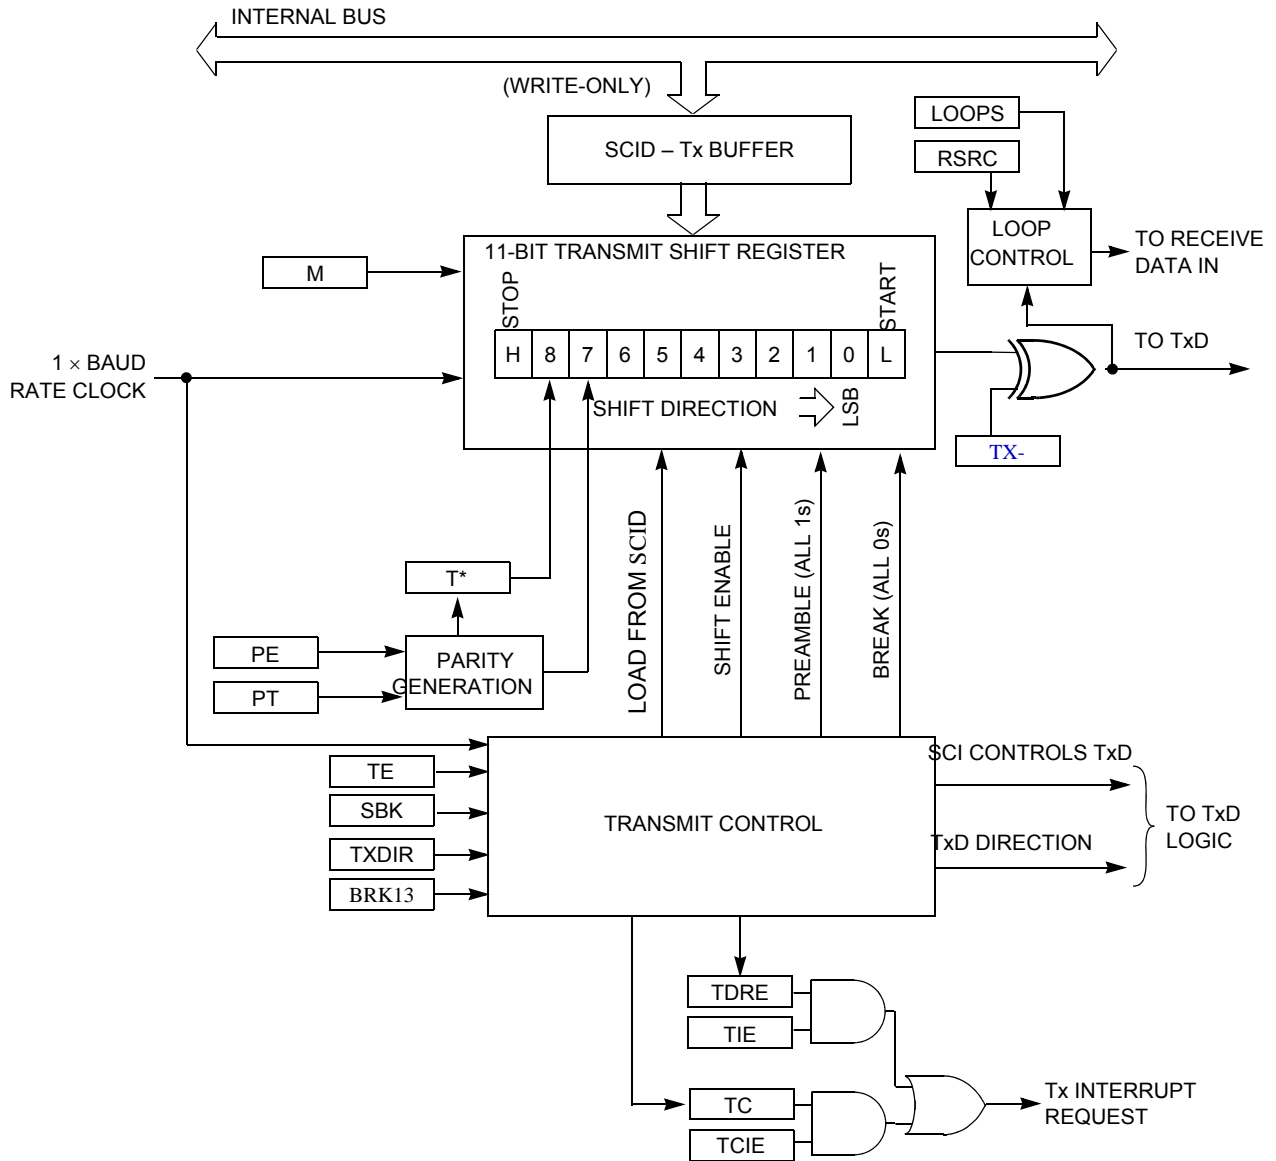 INTERNAL BUS
(WRITE-ONLY)
SCID – Tx BUFFER
LOOPS
RSRC
LOOP
CONTROL
TO RECEIVE
DATA IN
11-BIT TRANSMIT SHIFT REGISTER
M
STOP
START
H 8 7 6 5 4 3 2 1 0 L
1 × BAUD
RATE CLOCK
SHIFT DIRECTION
LSB
TO TxD
TX-
LOAD FROM SCID
SHIFT ENABLE
PREAMBLE (ALL 1s)
BREAK (ALL 0s)
T*
PE
PT
PARITY
GENERATION
TE
SBK
TXDIR
BRK13
TRANSMIT CONTROL
SCI CONTROLS TxD
TxD DIRECTION
TO TxD
LOGIC
TDRE
TIE
TC
TCIE
Tx INTERRUPT
REQUEST